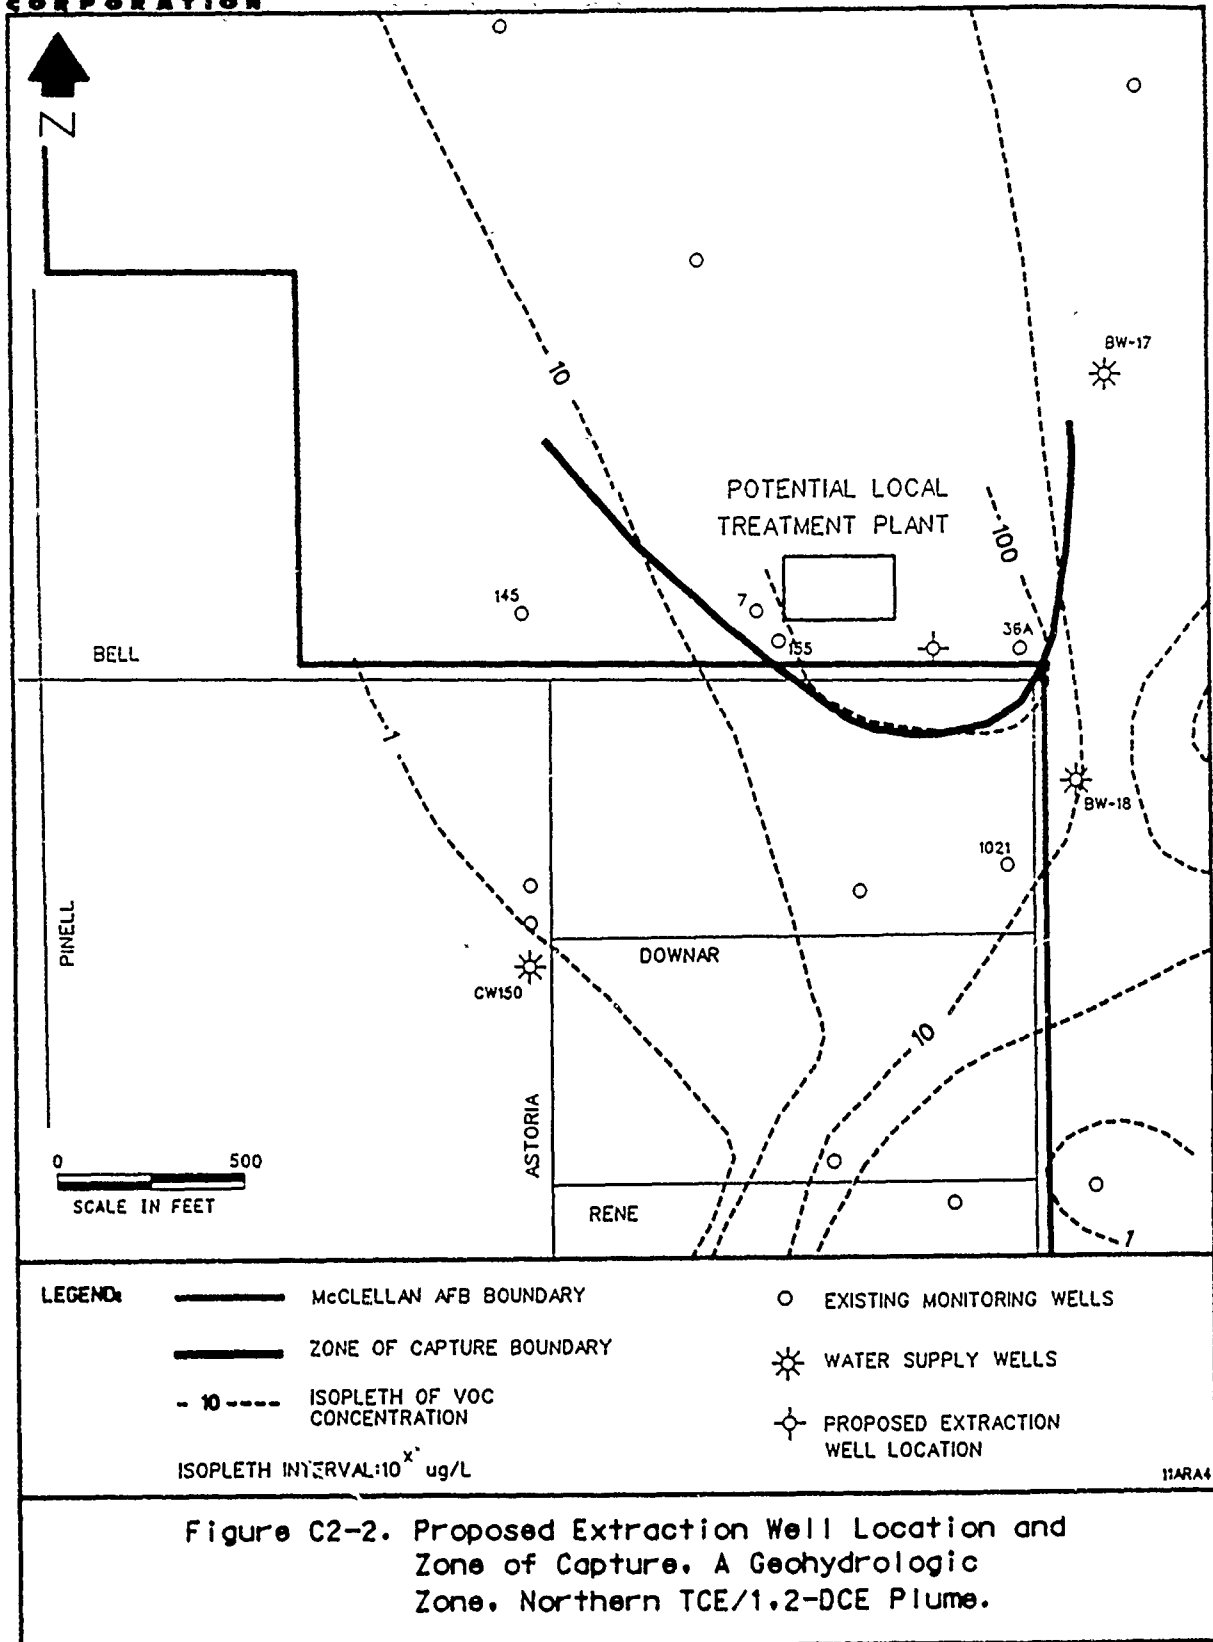 CORPORATION
Z
BW-17
10
POTENTIAL LOCAL
TREATMENT PLANT
100
145
7
155
36A
BELL
1
BW-18
1021
PINELL
DOWNAR
CW150
10
ASTORIA
0 500
SCALE IN FEET
RENE
1
LEGEND:
McCLELLAN AFB BOUNDARY
ZONE OF CAPTURE BOUNDARY
- 10 ---- ISOPLETH OF VOC
CONCENTRATION
ISOPLETH INTERVAL:10^x ug/L
EXISTING MONITORING WELLS
WATER SUPPLY WELLS
PROPOSED EXTRACTION
WELL LOCATION
11ARA4
Figure C2-2. Proposed Extraction Well Location and
Zone of Capture, A Geohydrologic
Zone, Northern TCE/1,2-DCE Plume.